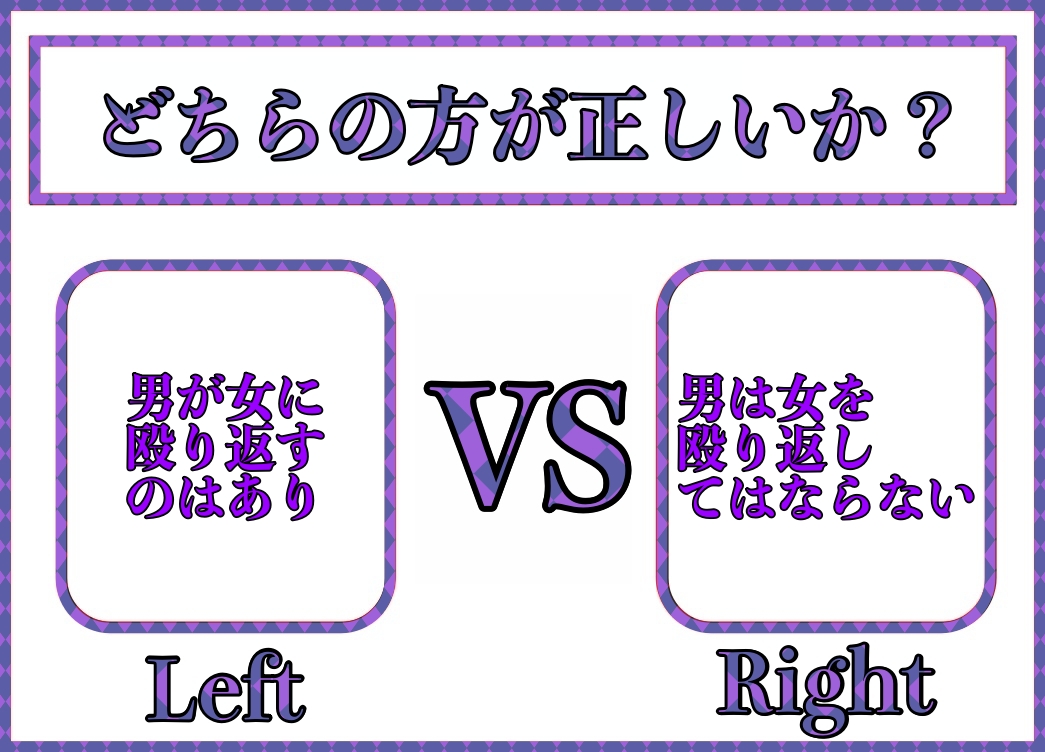 どちらの方が正しいか？
男が女に
殴り返す
のはあり
VS
男は女を
殴り返し
てはならない
Left
Right